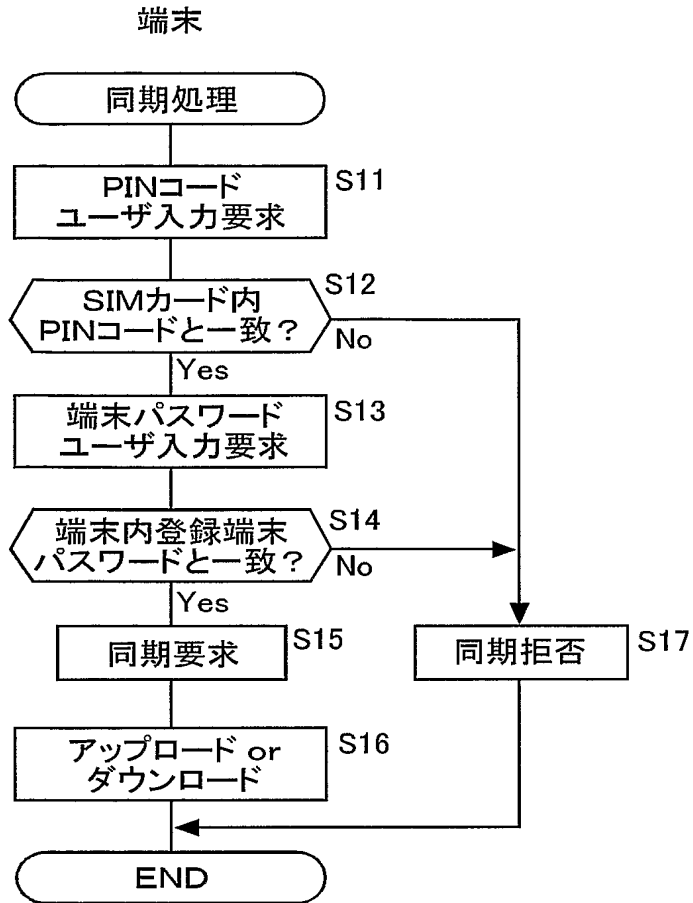 端末
同期処理
PINコード
ユーザ入力要求
S11
SIMカード内
PINコードと一致？
S12
No
Yes
端末パスワード
ユーザ入力要求
S13
端末内登録端末
パスワードと一致？
S14
No
Yes
同期要求
S15
同期拒否
S17
アップロード or
ダウンロード
S16
END